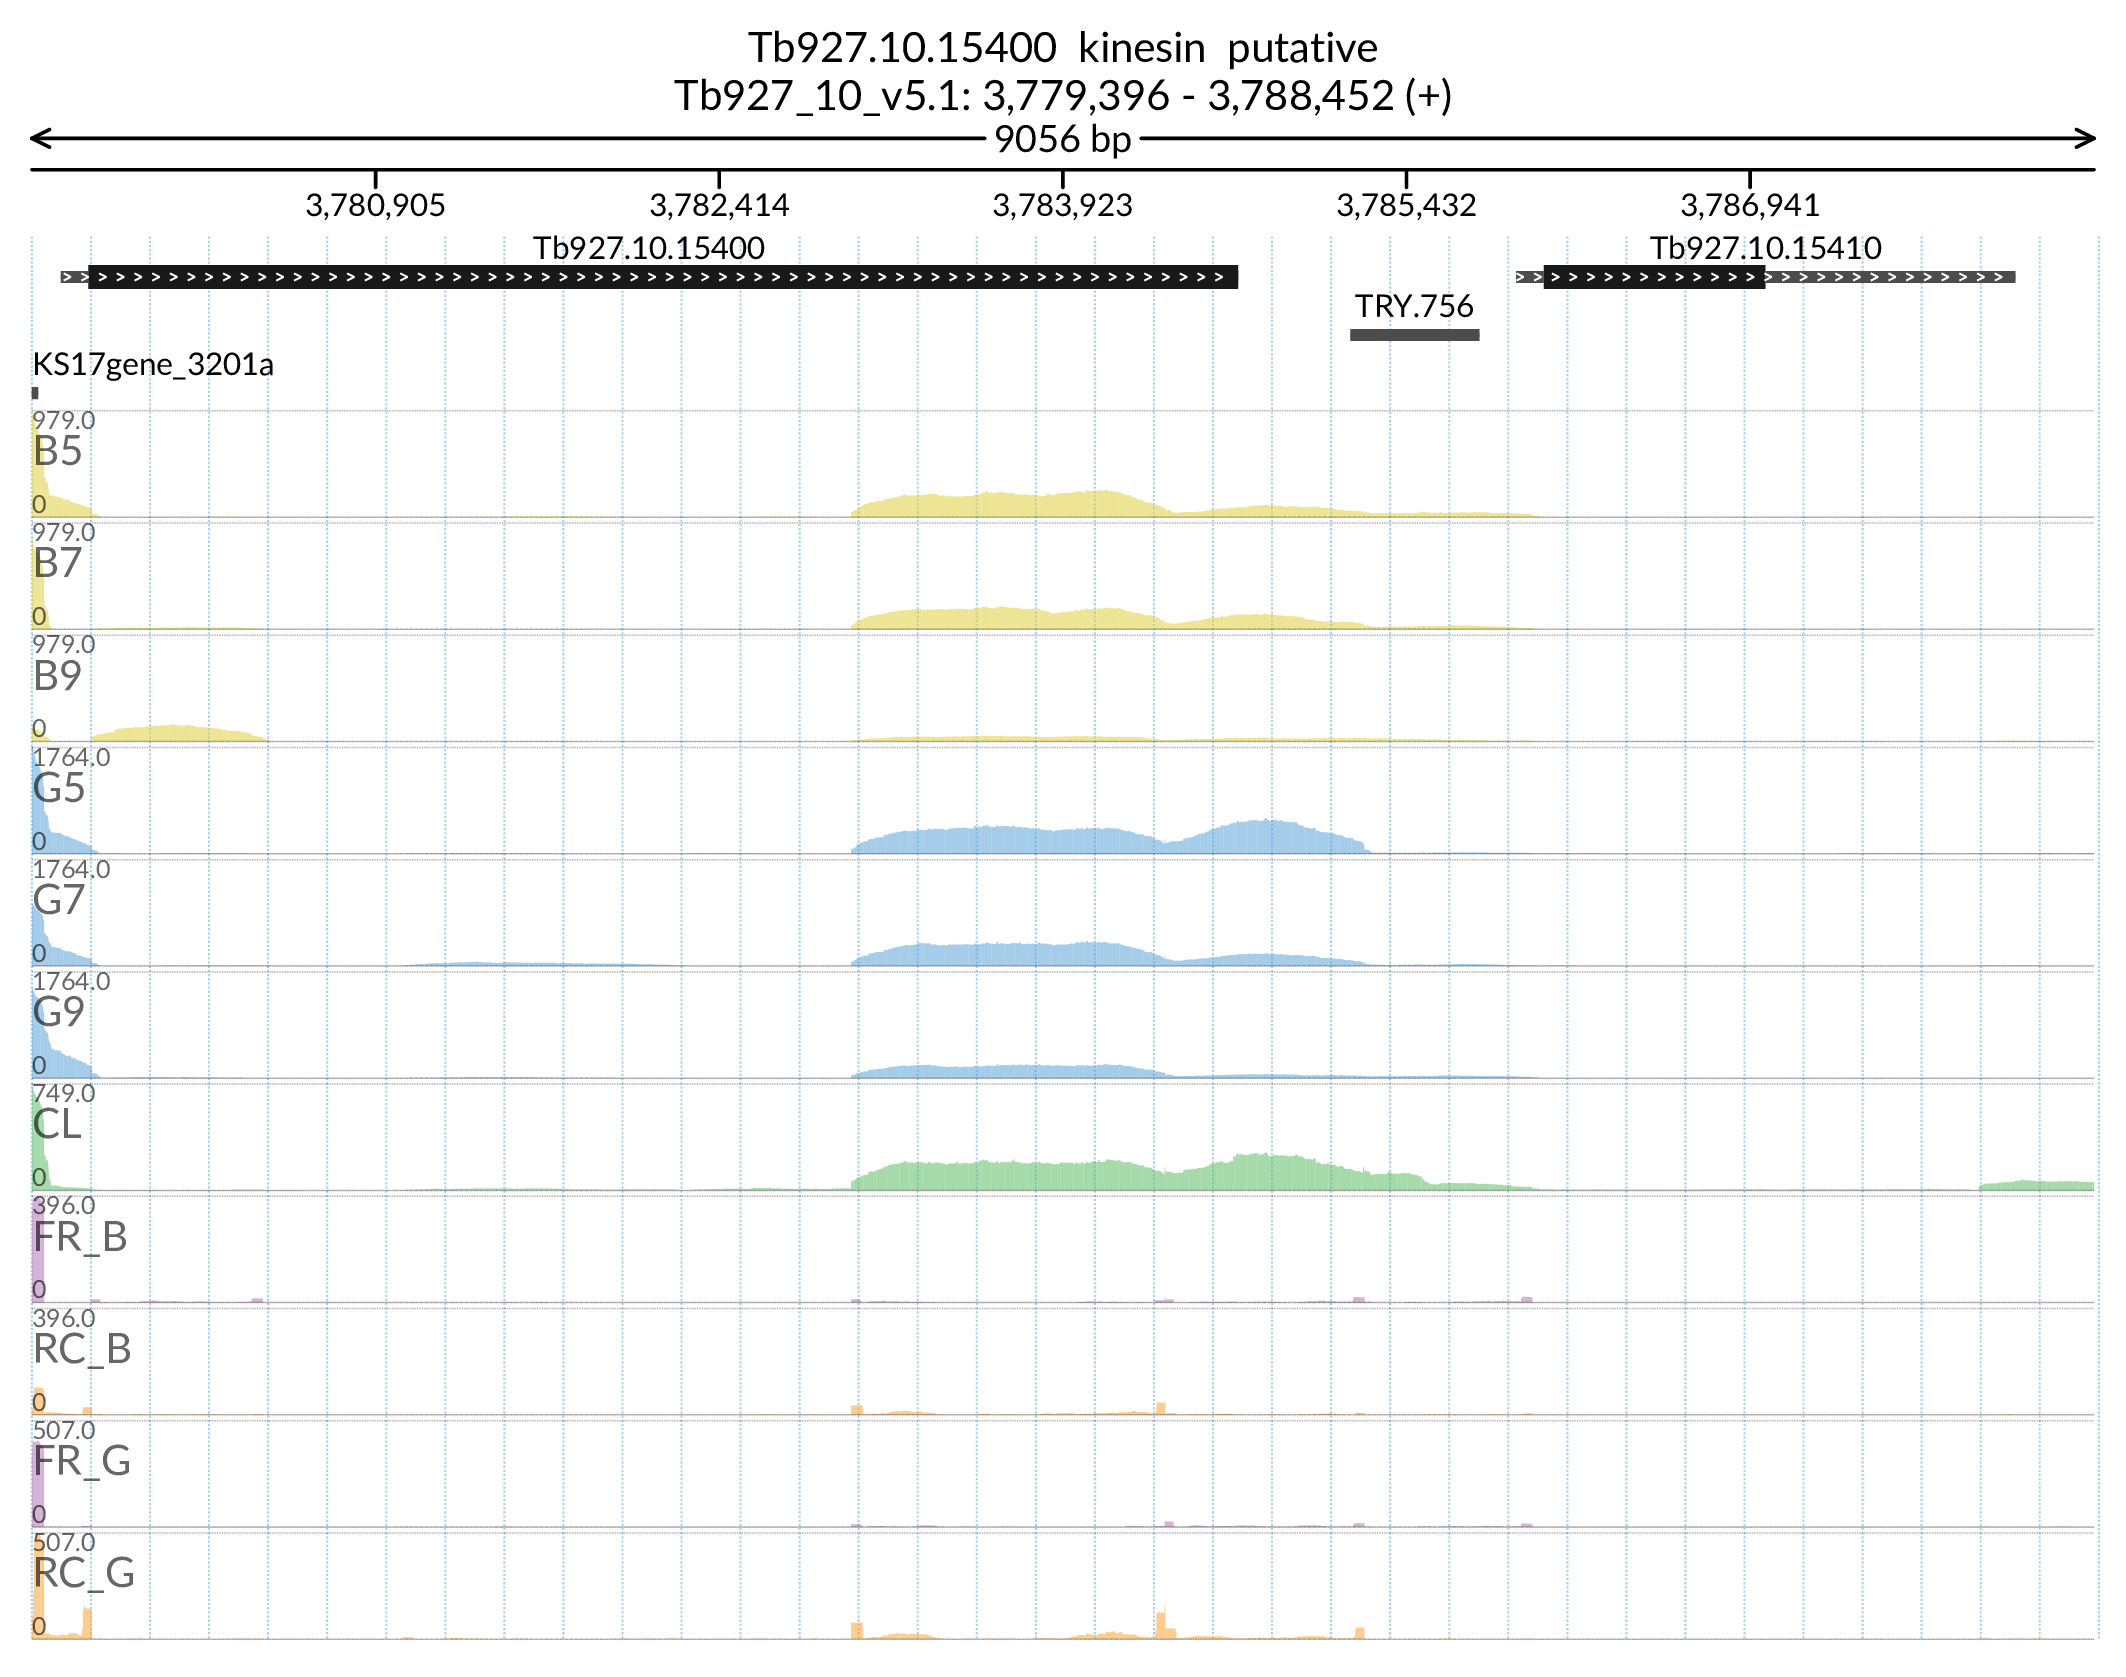 Tb927.10.15400 kinesin putative
Tb927_10_v5.1: 3,779,396 - 3,788,452 (+)
9056 bp
3,780,905 3,782,414 3,783,923 3,785,432 3,786,941
Tb927.10.15400 Tb927.10.15410
TRY.756
KS17gene_3201a
979.0
B5
0
979.0
B7
0
979.0
B9
0
1764.0
G5
0
1764.0
G7
0
1764.0
G9
0
749.0
CL
0
396.0
FR_B
0
396.0
RC_B
0
507.0
FR_G
0
507.0
RC_G
0